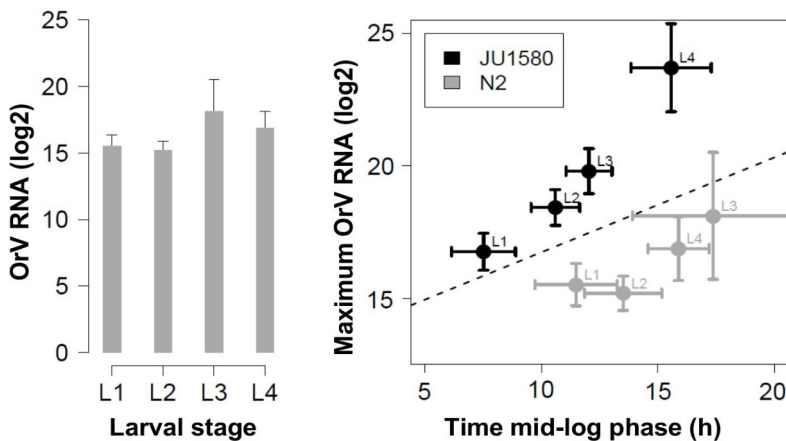 OrV RNA (log2)
25
20
15
10
5
0
L1 L2 L3 L4
Larval stage
Maximum OrV RNA (log2)
25
20
15
JU1580
N2
L4
L3
L2
L1
L3
L4
L1
L2
5 10 15 20
Time mid-log phase (h)